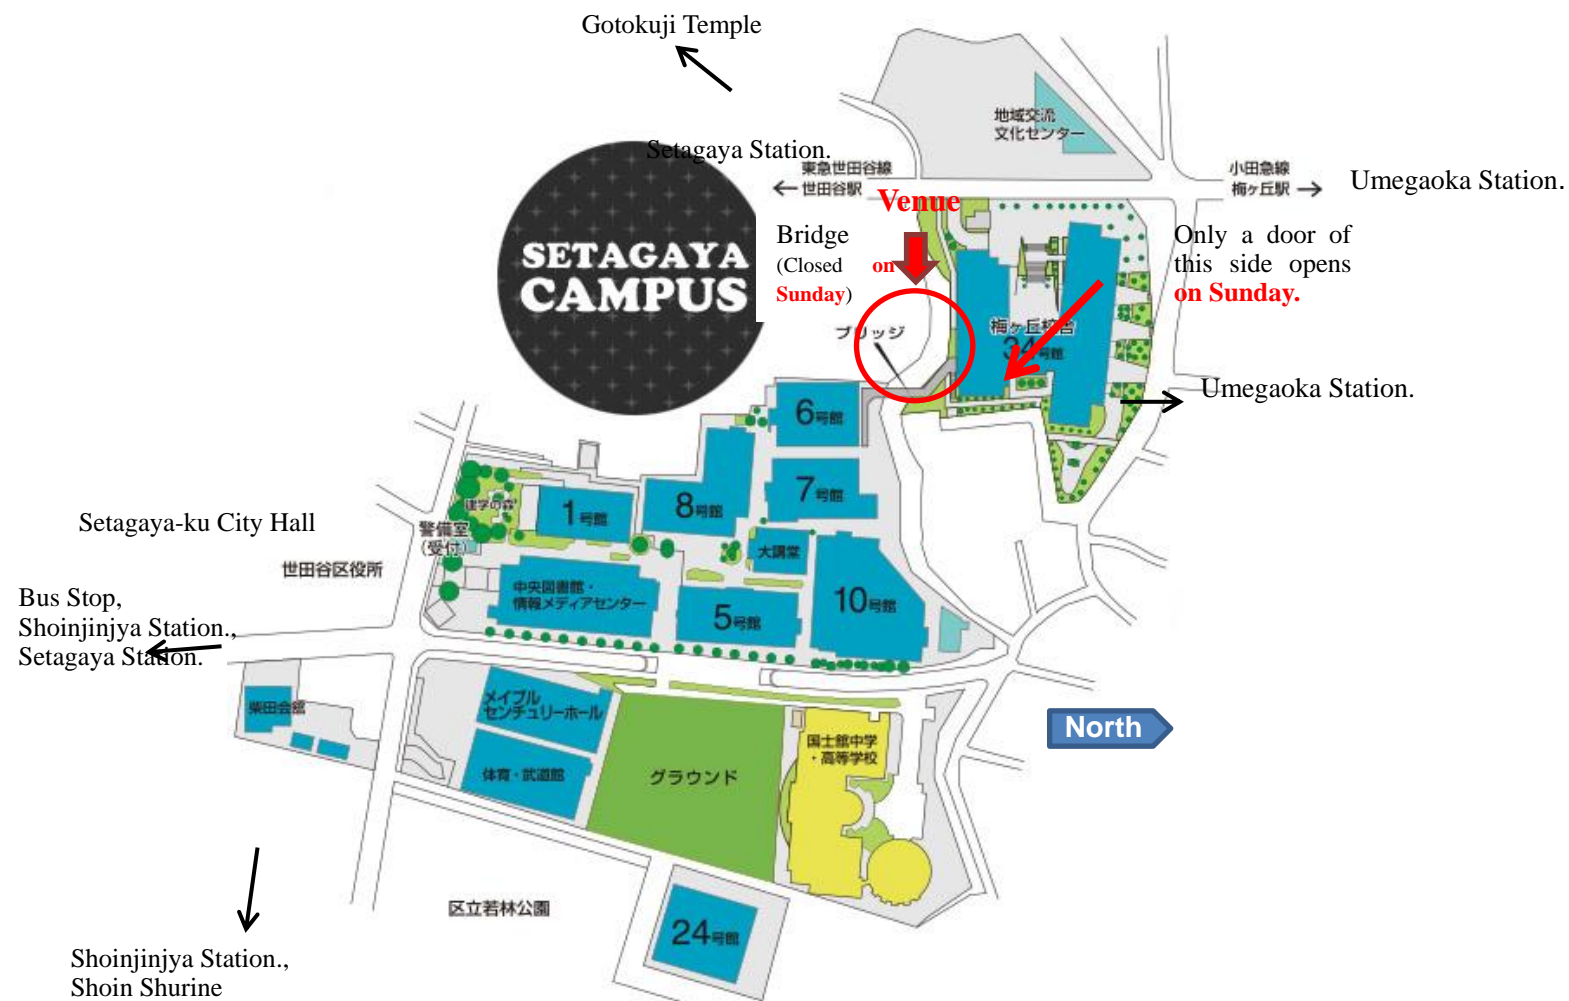 Gotokuji Temple
地域交流
文化センター
Setagaya Station.
東急世田谷線
← 世田谷駅
小田急線
梅ヶ丘駅 →
Umegaoka Station.
Venue
SETAGAYA
CAMPUS
Bridge
(Closed on
Sunday)
Only a door of
this side opens
on Sunday.
ブリッジ
梅ヶ丘校舎
34号館
Umegaoka Station.
6号館
7号館
8号館
1号館
建学の森
Setagaya-ku City Hall
警備室
(受付)
大講堂
世田谷区役所
中央図書館・
情報メディアセンター
5号館
10号館
Bus Stop,
Shoinjinjya Station.,
Setagaya Station.
柴田会館
メイプル
センチュリーホール
体育・武道館
グラウンド
国士舘中学
・高等学校
North
区立若林公園
24号館
Shoinjinjya Station.,
Shoin Shurine